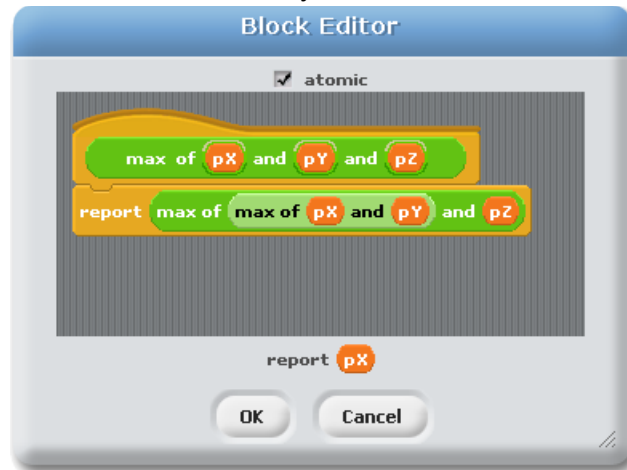 Block Editor
atomic
max of pX and pY and pZ
report max of max of pX and pY and pZ
report pX
OK Cancel